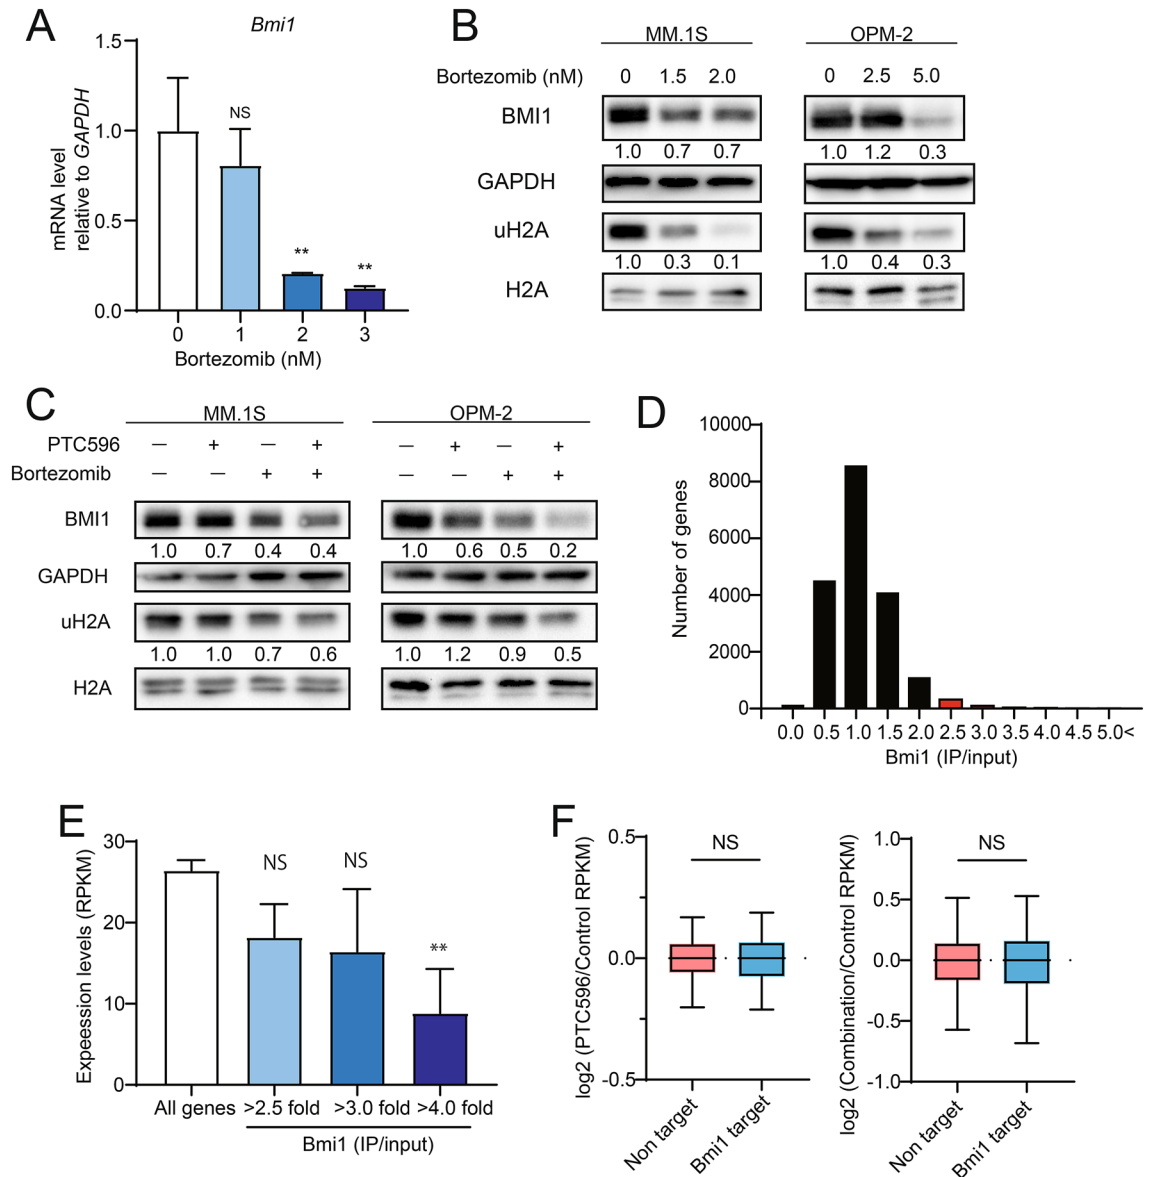 A
Bmi1
mRNA level
relative to GAPDH
1.5
1.0
0.5
0.0
NS
**
**
0 1 2 3
Bortezomib (nM)
B
MM.1S OPM-2
Bortezomib (nM) 0 1.5 2.0 0 2.5 5.0
BMI1
1.0 0.7 0.7 1.0 1.2 0.3
GAPDH
uH2A
1.0 0.3 0.1 1.0 0.4 0.3
H2A
C
MM.1S OPM-2
PTC596 — + — + — + — +
Bortezomib — — + + — — + +
BMI1
1.0 0.7 0.4 0.4 1.0 0.6 0.5 0.2
GAPDH
uH2A
1.0 1.0 0.7 0.6 1.0 1.2 0.9 0.5
H2A
D
Number of genes
10000
8000
6000
4000
2000
0
0.0 0.5 1.0 1.5 2.0 2.5 3.0 3.5 4.0 4.5 5.0<
Bmi1 (IP/input)
E
Expeession levels (RPKM)
30
20
10
0
NS NS **
All genes >2.5 fold >3.0 fold >4.0 fold
Bmi1 (IP/input)
F
log2 (PTC596/Control RPKM)
0.5
0.0
-0.5
NS
Non target
Bmi1 target
log2 (Combination/Control RPKM)
1.0
0.5
0.0
-0.5
-1.0
NS
Non target
Bmi1 target